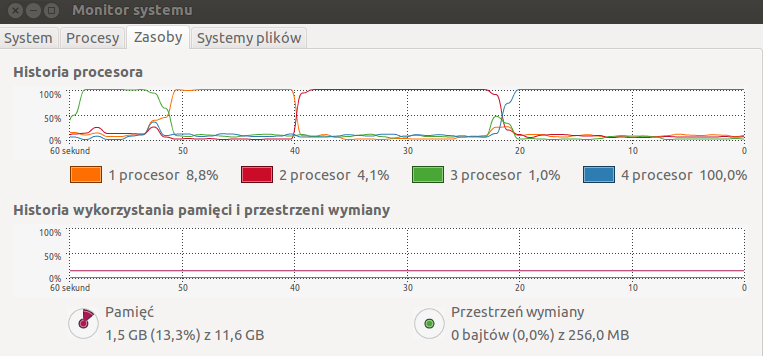 Monitor systemu
System Procesy Zasoby Systemy plików
Historia procesora
100%
50%
0%
60 sekund 50 40 30 20 10 0
1 procesor 8,8% 2 procesor 4,1% 3 procesor 1,0% 4 procesor 100,0%
Historia wykorzystania pamięci i przestrzeni wymiany
100%
50%
0%
60 sekund 50 40 30 20 10 0
Pamięć Przestrzeń wymiany
1,5 GB (13,3%) z 11,6 GB 0 bajtów (0,0%) z 256,0 MB